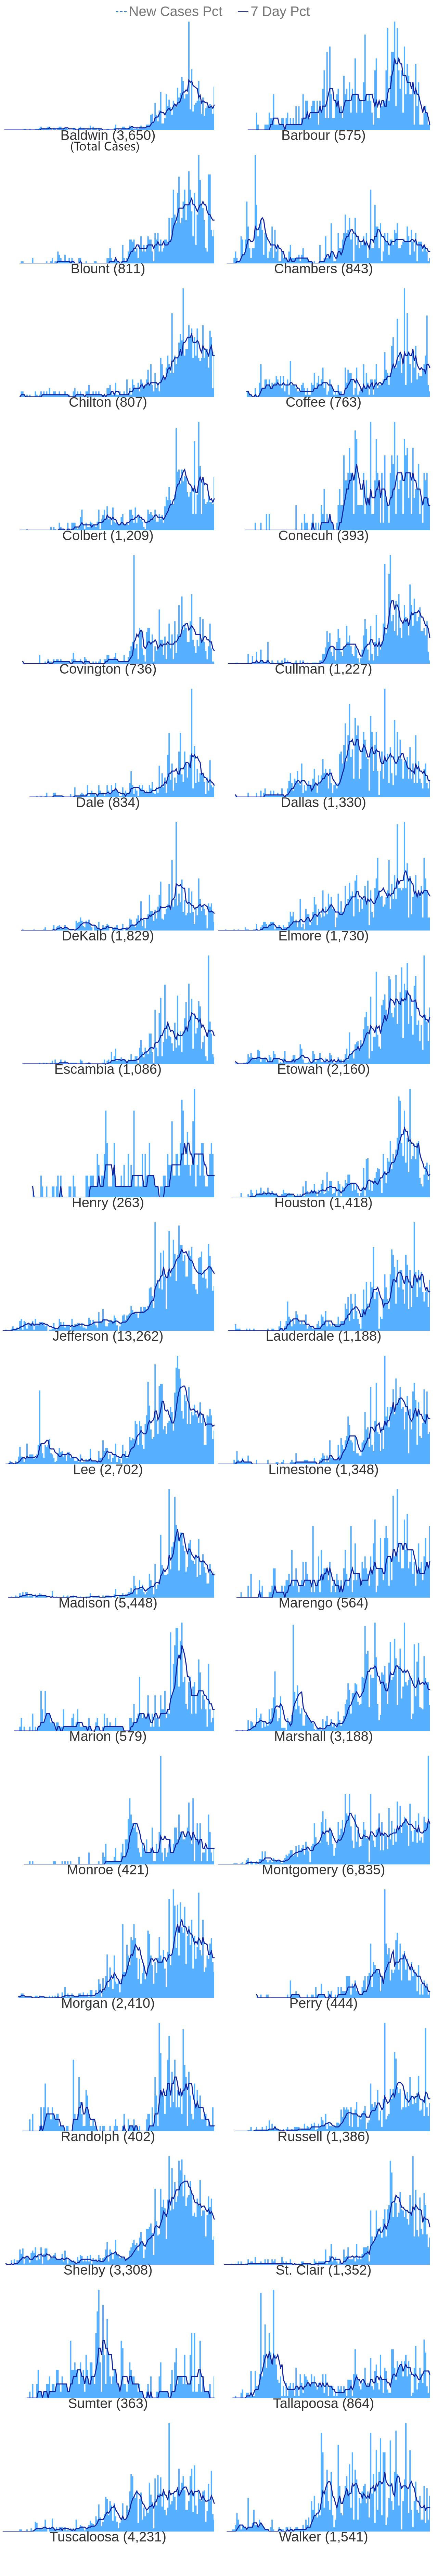 New Cases Pct 7 Day Pct
Baldwin (3,650) Barbour (575)
(Total Cases)
Blount (811) Chambers (843)
Chilton (807) Coffee (763)
Colbert (1,209) Conecuh (393)
Covington (736) Cullman (1,227)
Dale (834) Dallas (1,330)
DeKalb (1,829) Elmore (1,730)
Escambia (1,086) Etowah (2,160)
Henry (263) Houston (1,418)
Jefferson (13,262) Lauderdale (1,188)
Lee (2,702) Limestone (1,348)
Madison (5,448) Marengo (564)
Marion (579) Marshall (3,188)
Monroe (421) Montgomery (6,835)
Morgan (2,410) Perry (444)
Randolph (402) Russell (1,386)
Shelby (3,308) St. Clair (1,352)
Sumter (363) Tallapoosa (864)
Tuscaloosa (4,231) Walker (1,541)